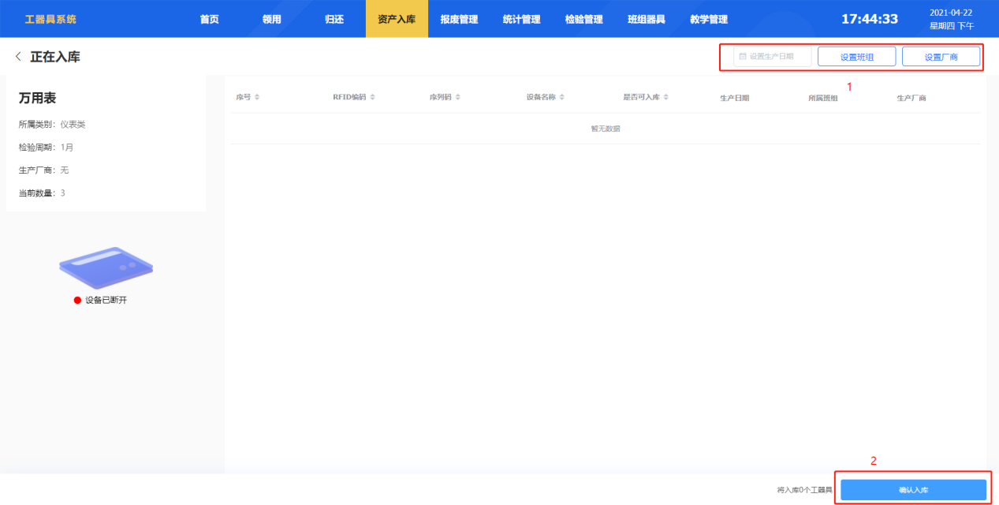 工器具系统 首页 领用 归还 资产入库 报废管理 统计管理 检验管理 班组器具 教学管理 17:44:33 2021-04-22
星期四 下午
正在入库 设置生产日期 设置班组 设置厂商
1
万用表
所属类别: 仪表类
检验周期: 1月
生产厂商: 无
当前数量: 3
设备已断开
序号 RFID编码 序列码 设备名称 是否可入库 生产日期 所属班组 生产厂商
暂无数据
2
将入库0个工器具 确认入库